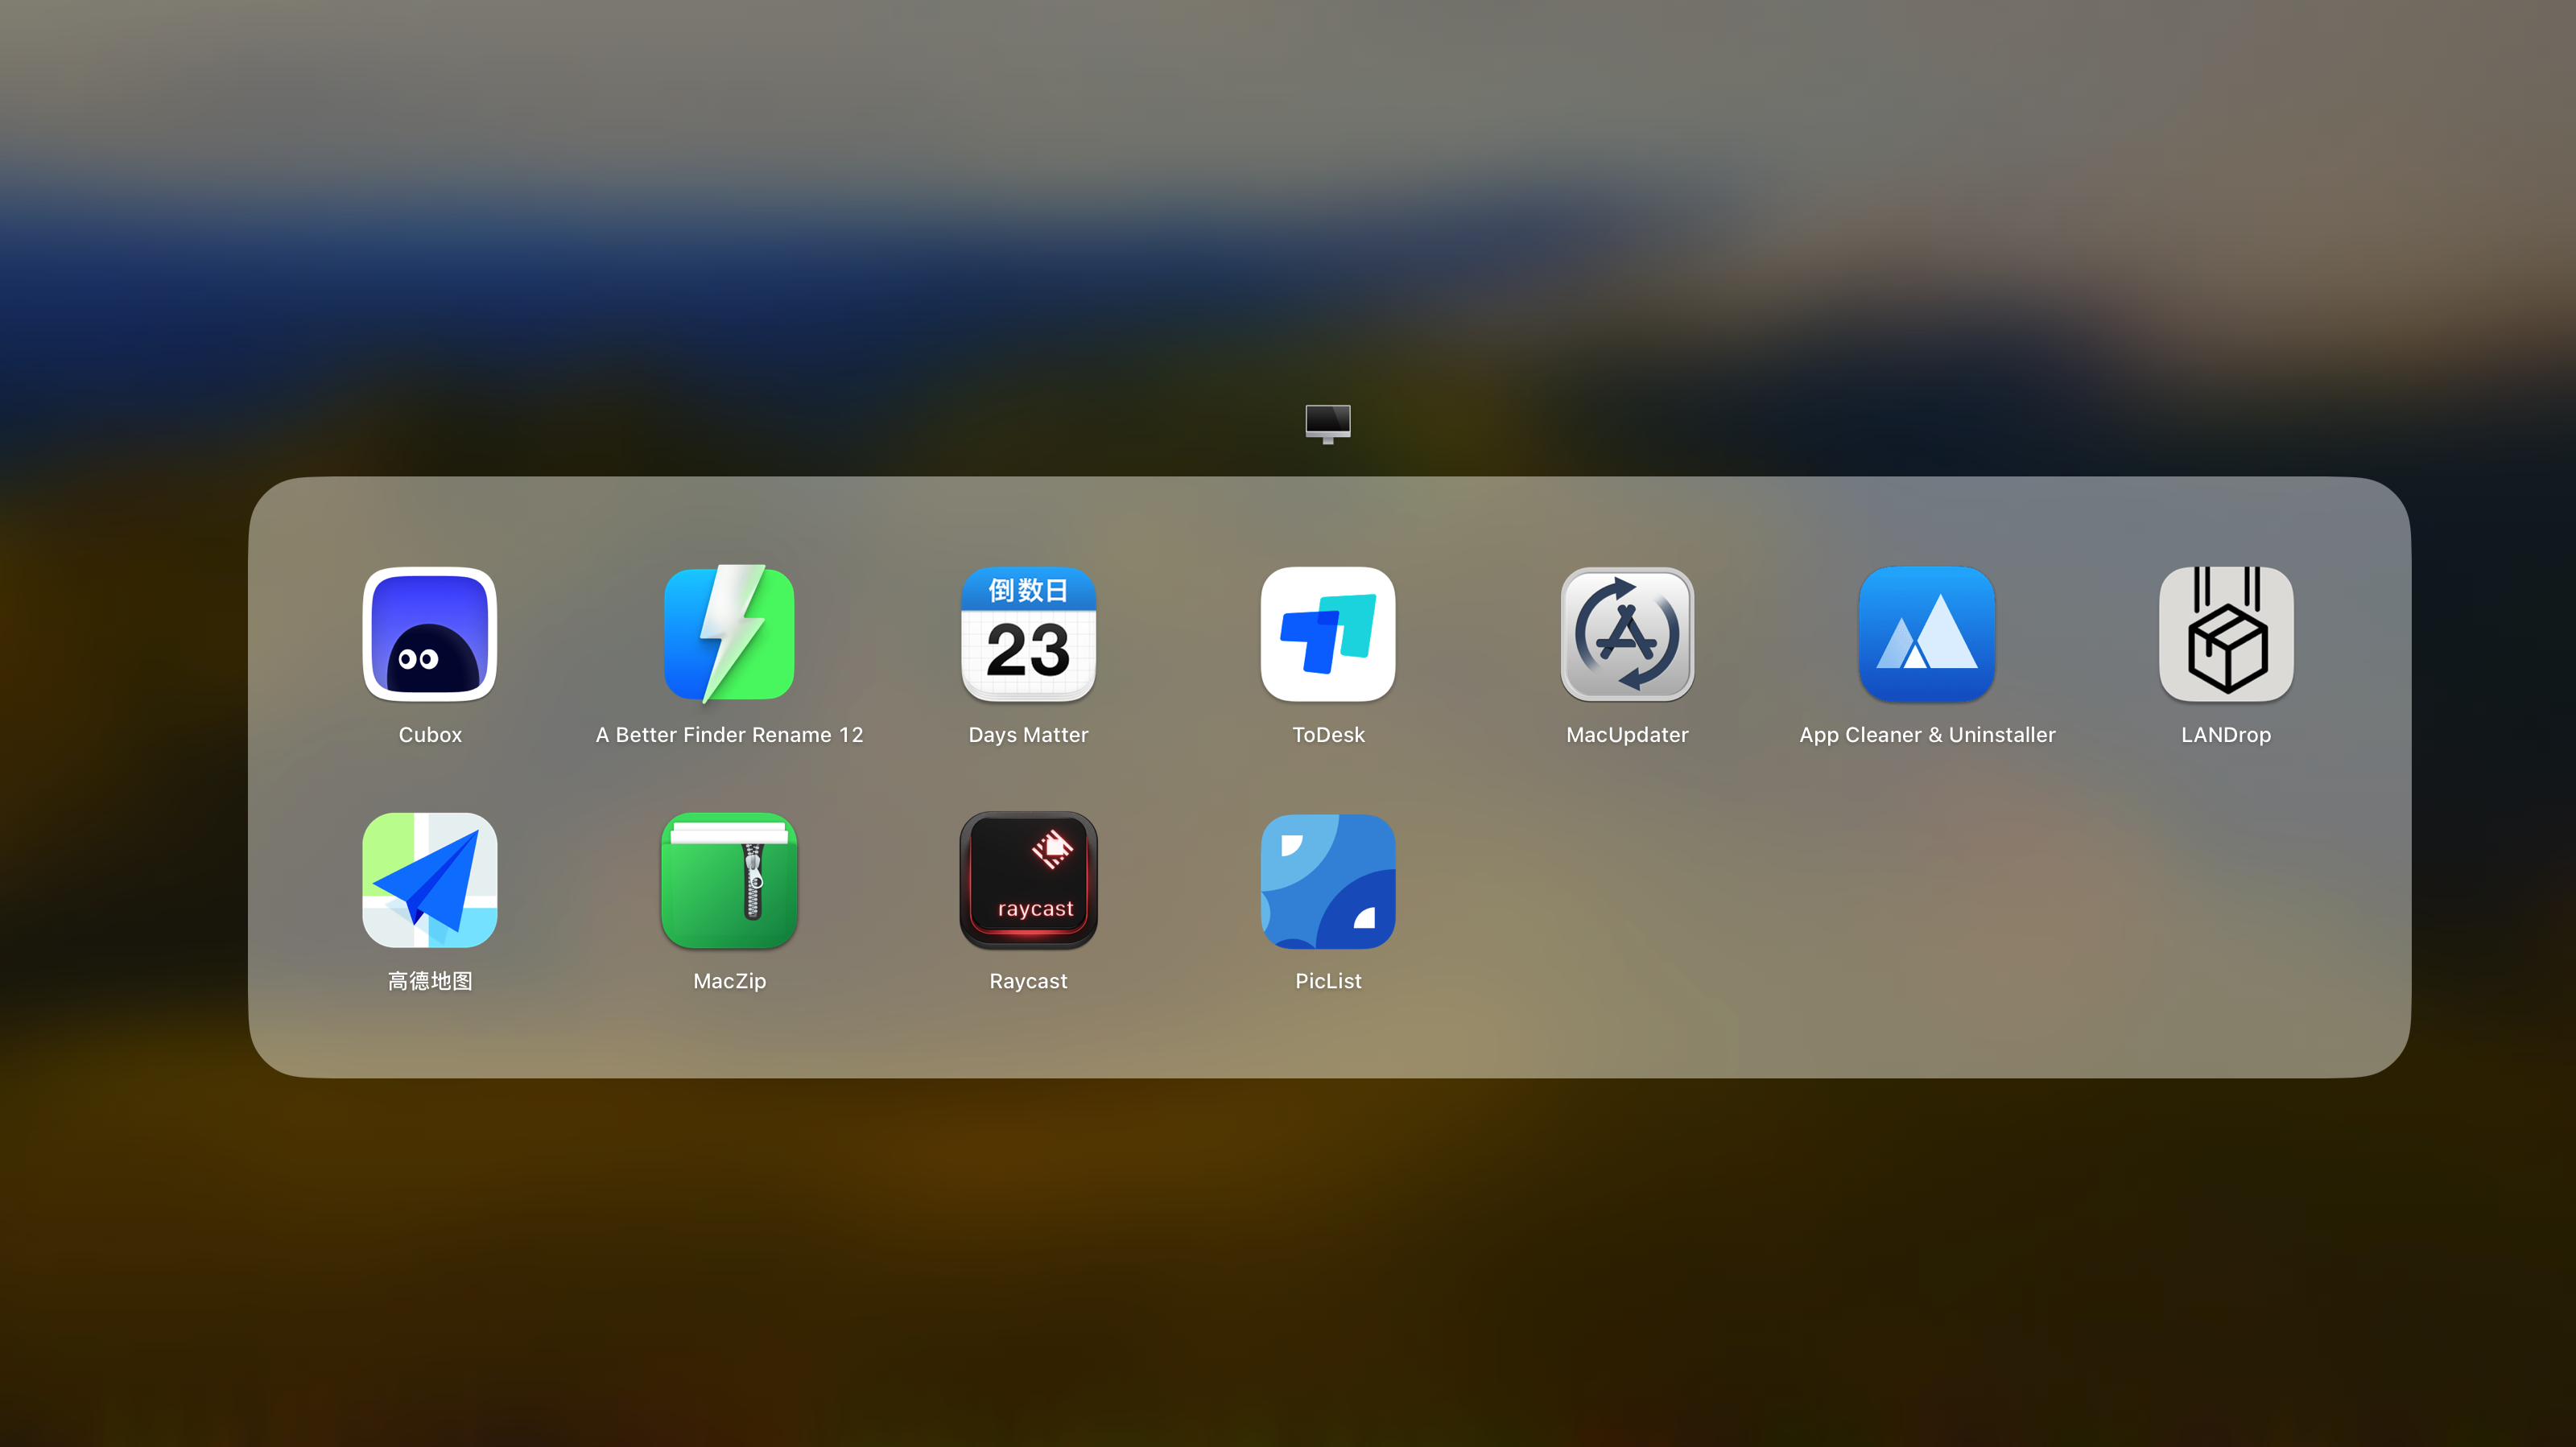 倒数日
23
Cubox
A Better Finder Rename 12
Days Matter
ToDesk
MacUpdater
App Cleaner & Uninstaller
LANDrop
raycast
高德地图
MacZip
Raycast
PicList